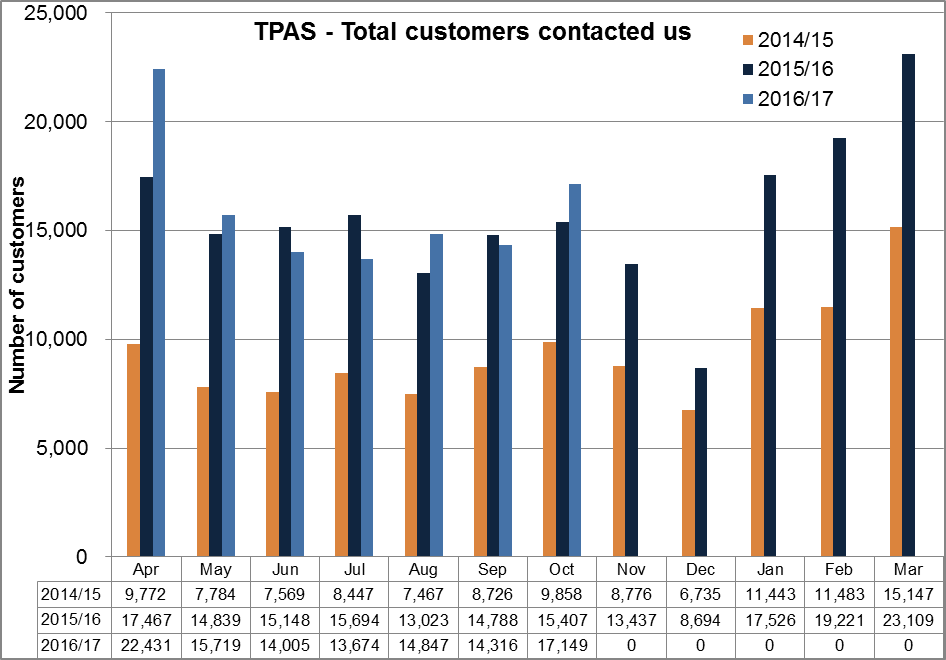 TPAS - Total customers contacted us
2014/15
2015/16
2016/17
Number of customers
25,000
20,000
15,000
10,000
5,000
0
Apr May Jun Jul Aug Sep Oct Nov Dec Jan Feb Mar
2014/15 9,772 7,784 7,569 8,447 7,467 8,726 9,858 8,776 6,735 11,443 11,483 15,147
2015/16 17,467 14,839 15,148 15,694 13,023 14,788 15,407 13,437 8,694 17,526 19,221 23,109
2016/17 22,431 15,719 14,005 13,674 14,847 14,316 17,149 0 0 0 0 0